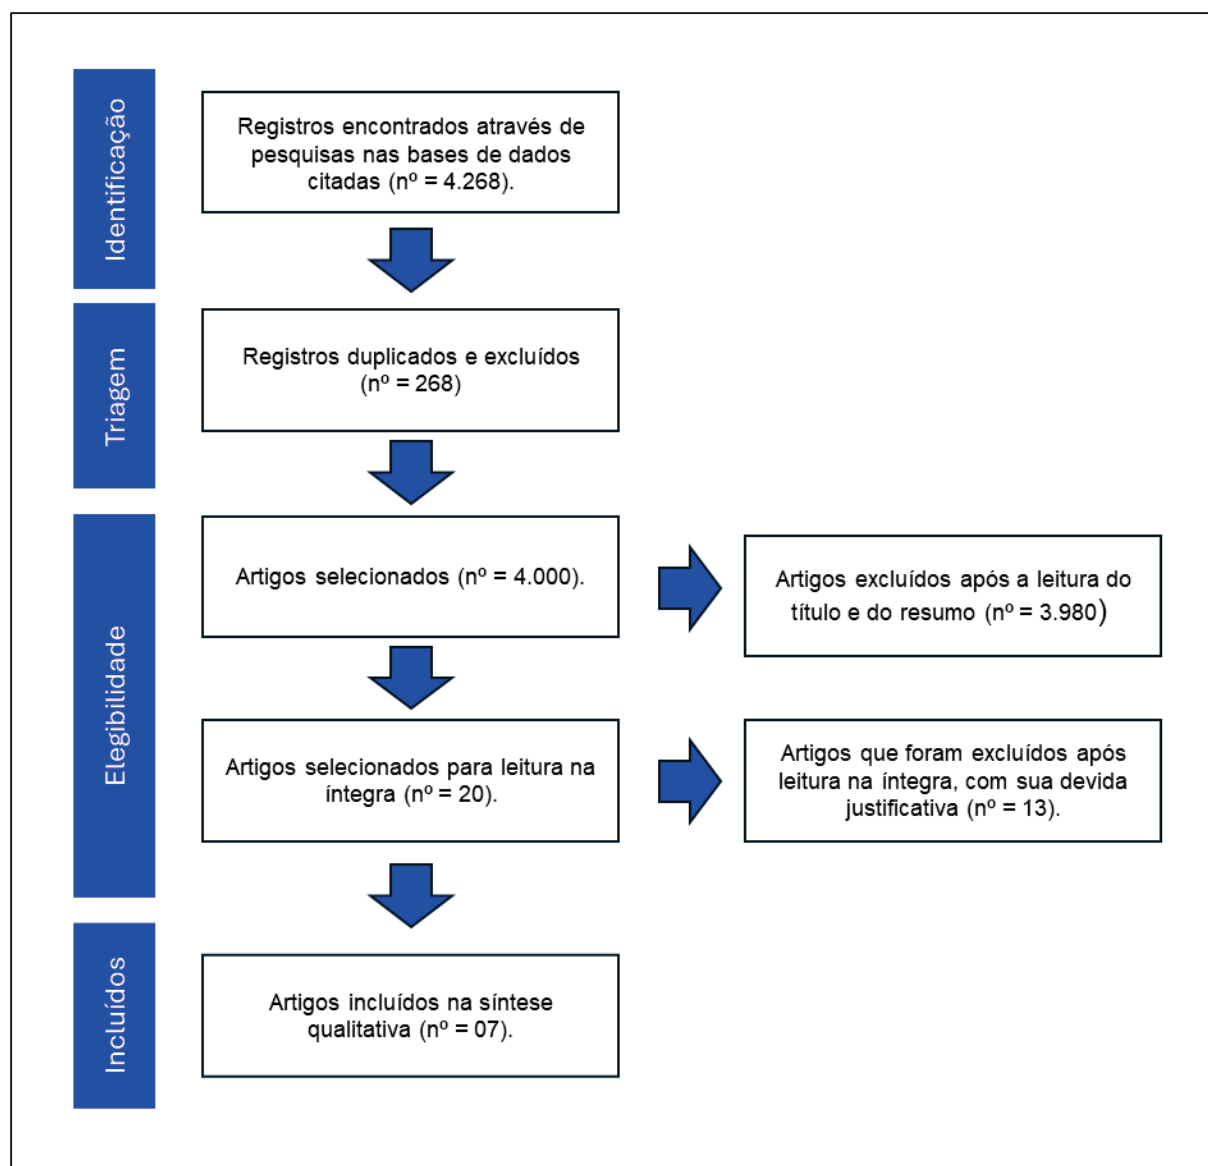 Identificação
Registros encontrados através de
pesquisas nas bases de dados
citadas (nº = 4.268).
Triagem
Registros duplicados e excluídos
(nº = 268)
Elegibilidade
Artigos selecionados (nº = 4.000).
Artigos excluídos após a leitura do
título e do resumo (nº = 3.980)
Artigos selecionados para leitura na
íntegra (nº = 20).
Artigos que foram excluídos após
leitura na íntegra, com sua devida
justificativa (nº = 13).
Incluídos
Artigos incluídos na síntese
qualitativa (nº = 07).